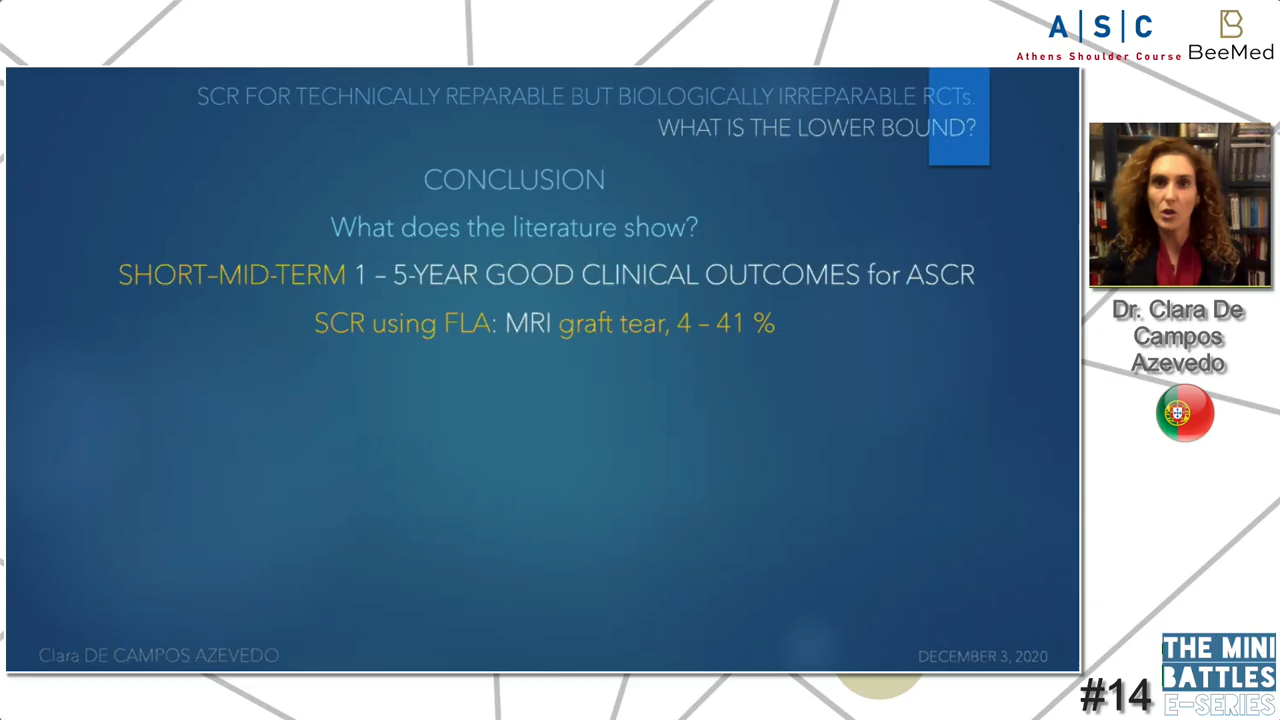 A|S|C
Athens Shoulder Course
BeeMed
SCR FOR TECHNICALLY REPARABLE BUT BIOLOGICALLY IRREPARABLE RCTs.
WHAT IS THE LOWER BOUND?
CONCLUSION
What does the literature show?
SHORT–MID-TERM 1 – 5-YEAR GOOD CLINICAL OUTCOMES for ASCR
SCR using FLA: MRI graft tear, 4 – 41 %
Clara DE CAMPOS AZEVEDO
DECEMBER 3, 2020
Dr. Clara De
Campos
Azevedo
#14
THE MINI
BATTLES
E-SERIES